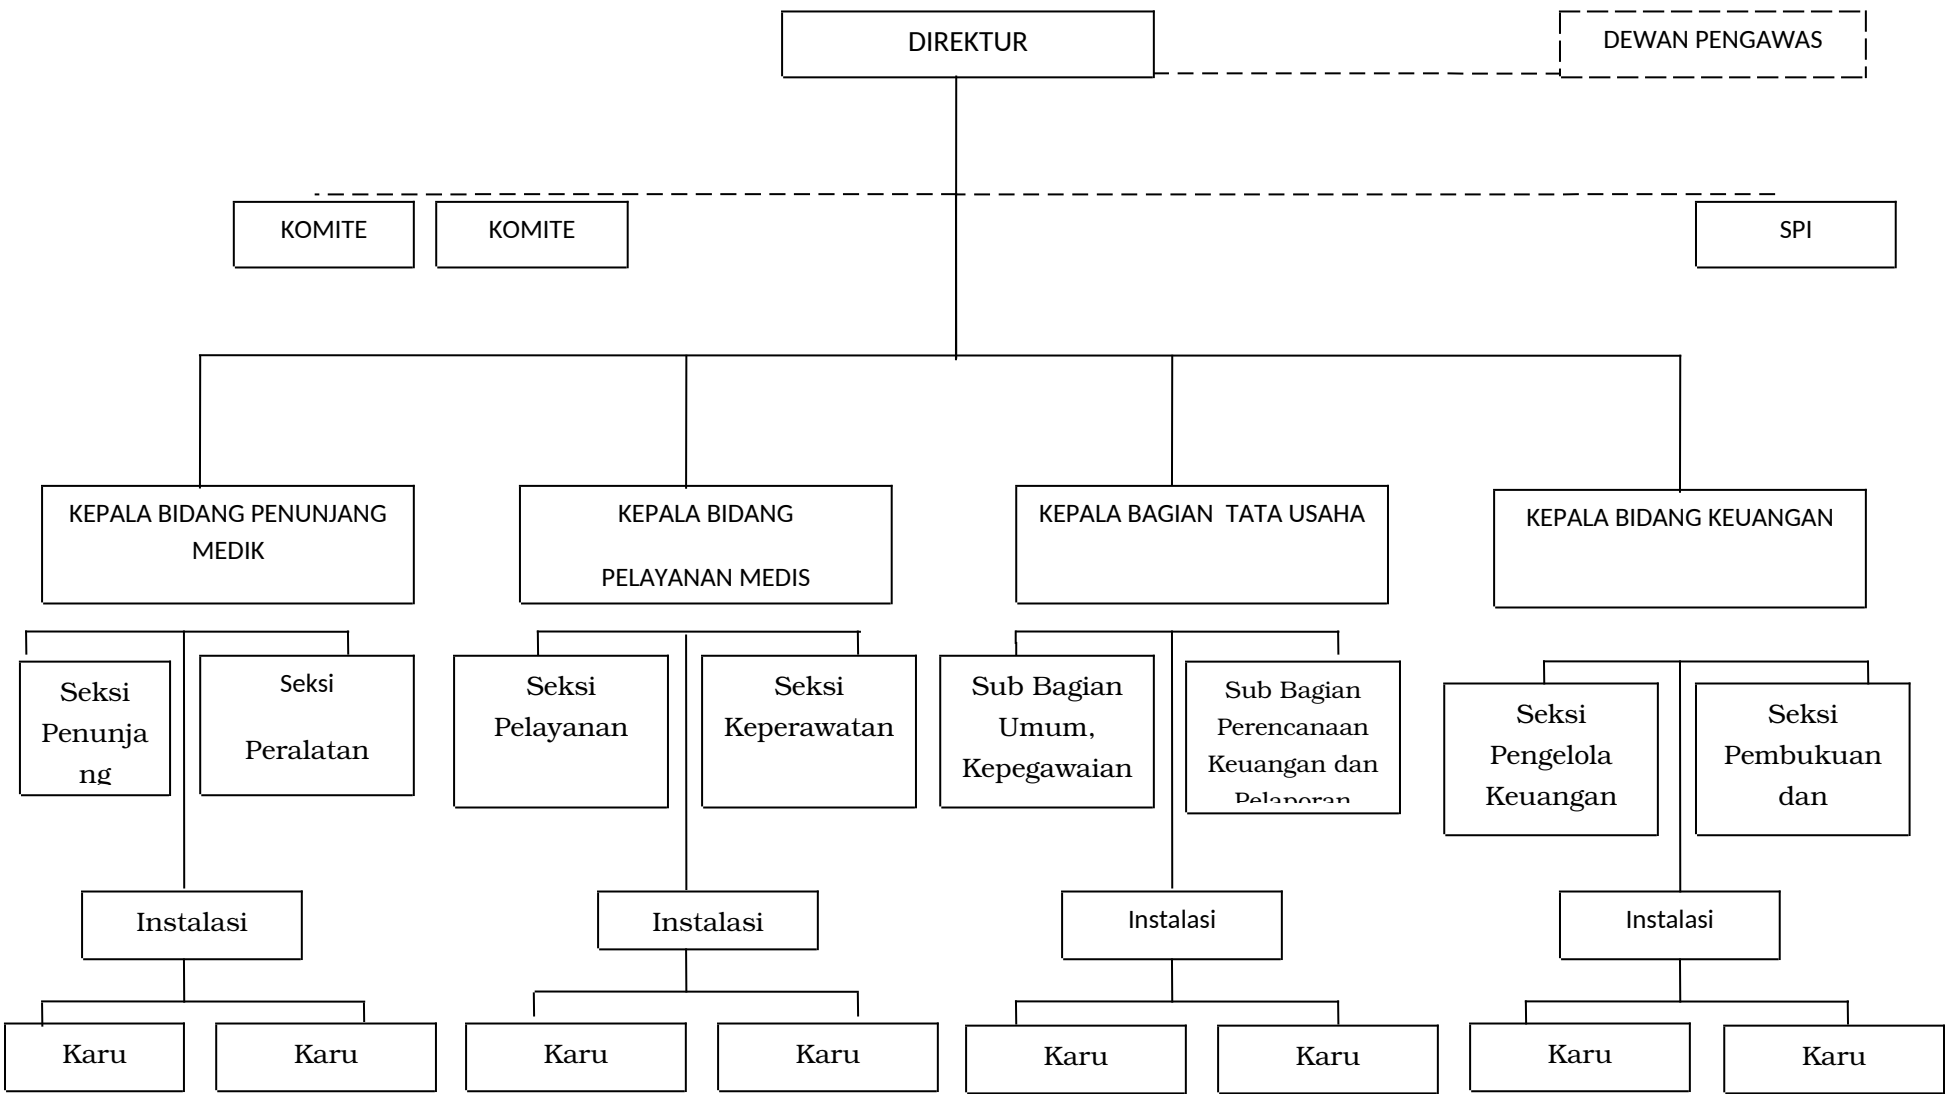 DIREKTUR
DEWAN PENGAWAS
KOMITE
KOMITE
SPI
KEPALA BIDANG PENUNJANG
MEDIK
KEPALA BIDANG
PELAYANAN MEDIS
KEPALA BAGIAN  TATA USAHA
KEPALA BIDANG KEUANGAN
Seksi
Penunja
ng
Seksi
Peralatan
Seksi
Pelayanan
Seksi
Keperawatan
Sub Bagian
Umum,
Kepegawaian
Sub Bagian
Perencanaan
Keuangan dan
Pelaporan
Seksi
Pengelola
Keuangan
Seksi
Pembukuan
dan
Instalasi
Instalasi
Instalasi
Instalasi
Karu
Karu
Karu
Karu
Karu
Karu
Karu
Karu